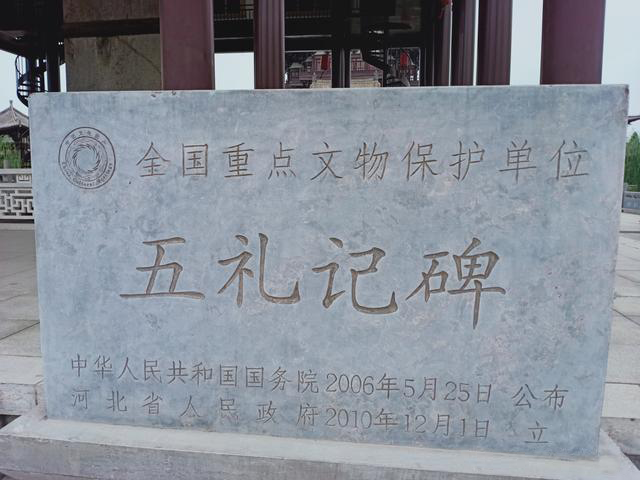 全国重点文物保护单位
五礼记碑
中华人民共和国国务院2006年5月25日 公布
河北省人民政府2010年12月1日 立